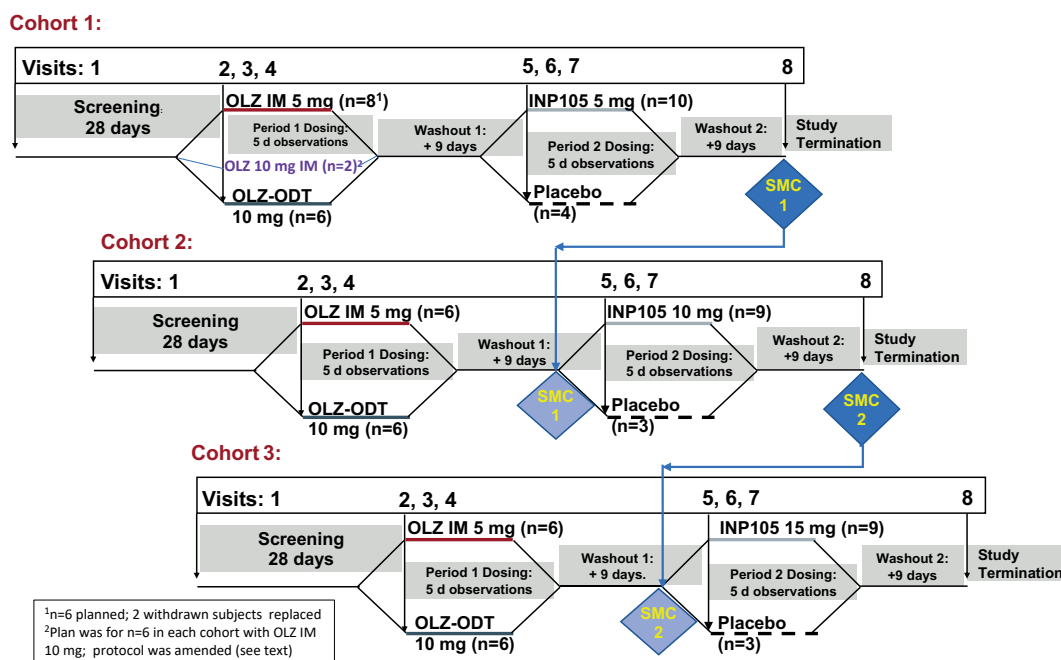 Cohort 1:
Visits: 1
2, 3, 4
5, 6, 7
8
Screening:
28 days
OLZ IM 5 mg (n=8¹)
Period 1 Dosing:
5 d observations
OLZ 10 mg IM (n=2)²
OLZ-ODT
10 mg (n=6)
Washout 1:
+ 9 days
INP105 5 mg (n=10)
Period 2 Dosing:
5 d observations
Placebo
(n=4)
Washout 2:
+9 days
Study
Termination
SMC
1
Cohort 2:
Visits: 1
2, 3, 4
5, 6, 7
8
Screening
28 days
OLZ IM 5 mg (n=6)
Period 1 Dosing:
5 d observations
OLZ-ODT
10 mg (n=6)
Washout 1:
+ 9 days
SMC
1
INP105 10 mg (n=9)
Period 2 Dosing:
5 d observations
Placebo
(n=3)
Washout 2:
+9 days
Study
Termination
SMC
2
Cohort 3:
Visits: 1
2, 3, 4
5, 6, 7
8
Screening
28 days
OLZ IM 5 mg (n=6)
Period 1 Dosing:
5 d observations
OLZ-ODT
10 mg (n=6)
Washout 1:
+ 9 days.
SMC
2
INP105 15 mg (n=9)
Period 2 Dosing:
5 d observations
Placebo
(n=3)
Washout 2:
+9 days
Study
Termination
¹n=6 planned; 2 withdrawn subjects replaced
²Plan was for n=6 in each cohort with OLZ IM
10 mg; protocol was amended (see text)